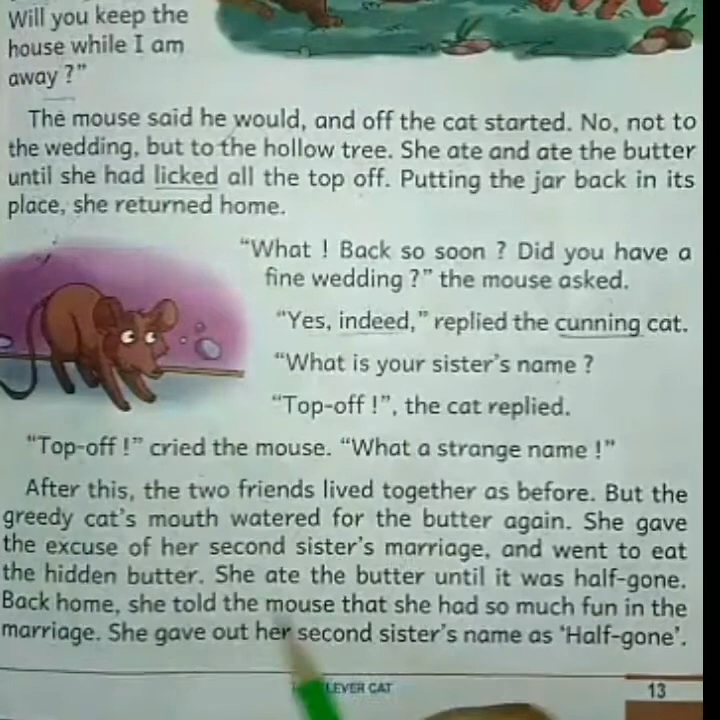 Will you keep the
house while I am
away ?”
The mouse said he would, and off the cat started. No, not to
the wedding, but to the hollow tree. She ate and ate the butter
until she had licked all the top off. Putting the jar back in its
place, she returned home.
“What ! Back so soon ? Did you have a
fine wedding ?” the mouse asked.
“Yes, indeed,” replied the cunning cat.
“What is your sister’s name ?
“Top-off !”, the cat replied.
“Top-off !” cried the mouse. “What a strange name !”
After this, the two friends lived together as before. But the
greedy cat’s mouth watered for the butter again. She gave
the excuse of her second sister’s marriage, and went to eat
the hidden butter. She ate the butter until it was half-gone.
Back home, she told the mouse that she had so much fun in the
marriage. She gave out her second sister’s name as ‘Half-gone’.
LEVER CAT
13